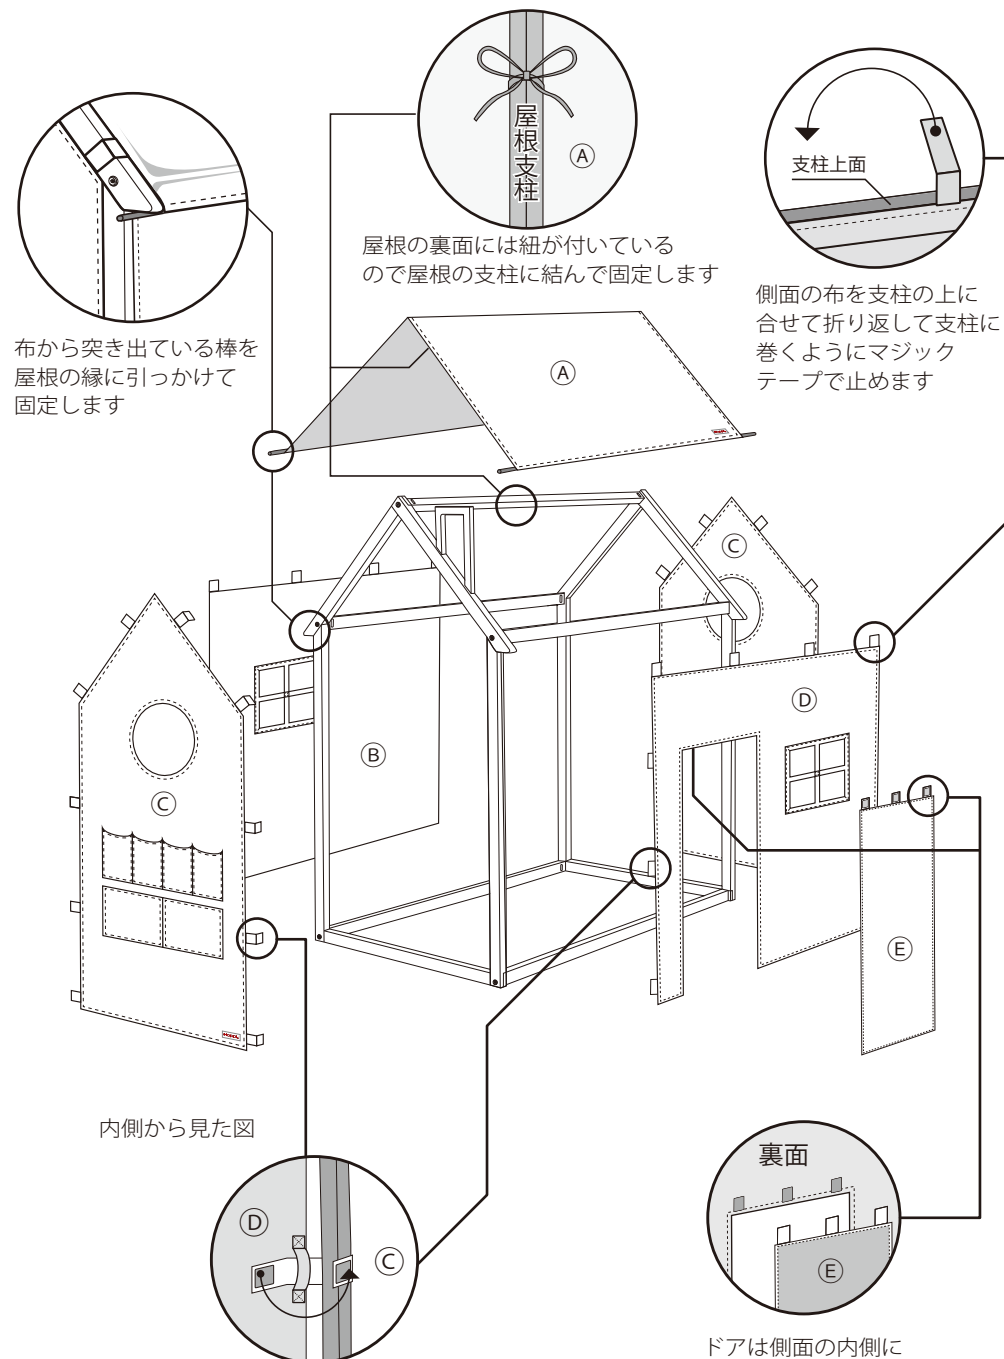 屋根支柱
Ⓐ
屋根の裏面には紐が付いている
ので屋根の支柱に結んで固定します
支柱上面
側面の布を支柱の上に
合せて折り返して支柱に
巻くようにマジック
テープで止めます
布から突き出ている棒を
屋根の縁に引っかけて
固定します
Ⓐ
Ⓒ
Ⓓ
Ⓑ
Ⓒ
Ⓔ
内側から見た図
Ⓓ
Ⓒ
裏面
Ⓔ
ドアは側面の内側に